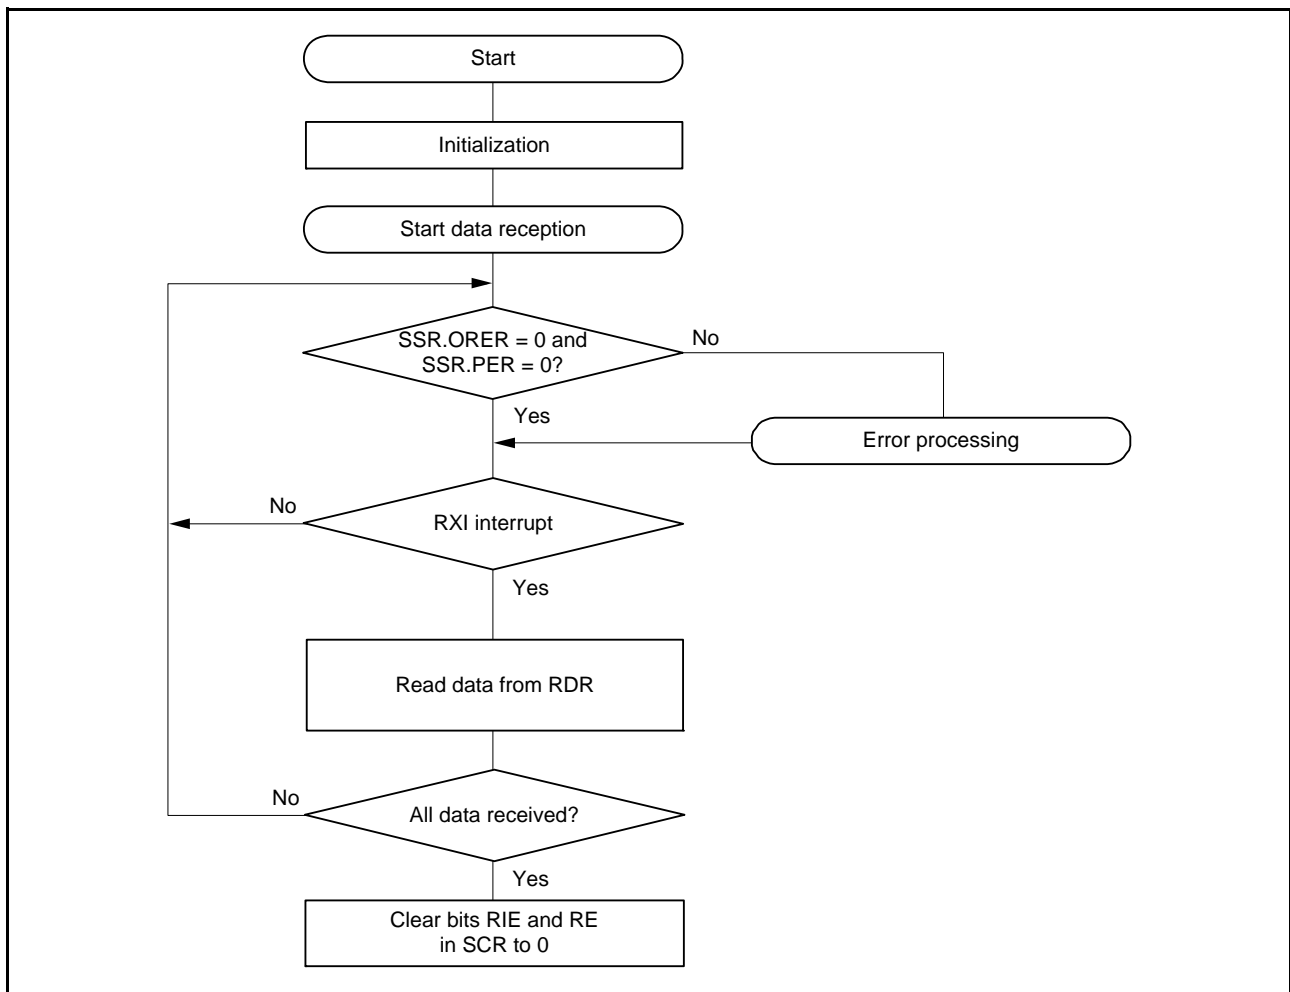 Start
Initialization
Start data reception
SSR.ORER = 0 and
SSR.PER = 0?
No
Yes
Error processing
No
RXI interrupt
Yes
Read data from RDR
No
All data received?
Yes
Clear bits RIE and RE
in SCR to 0